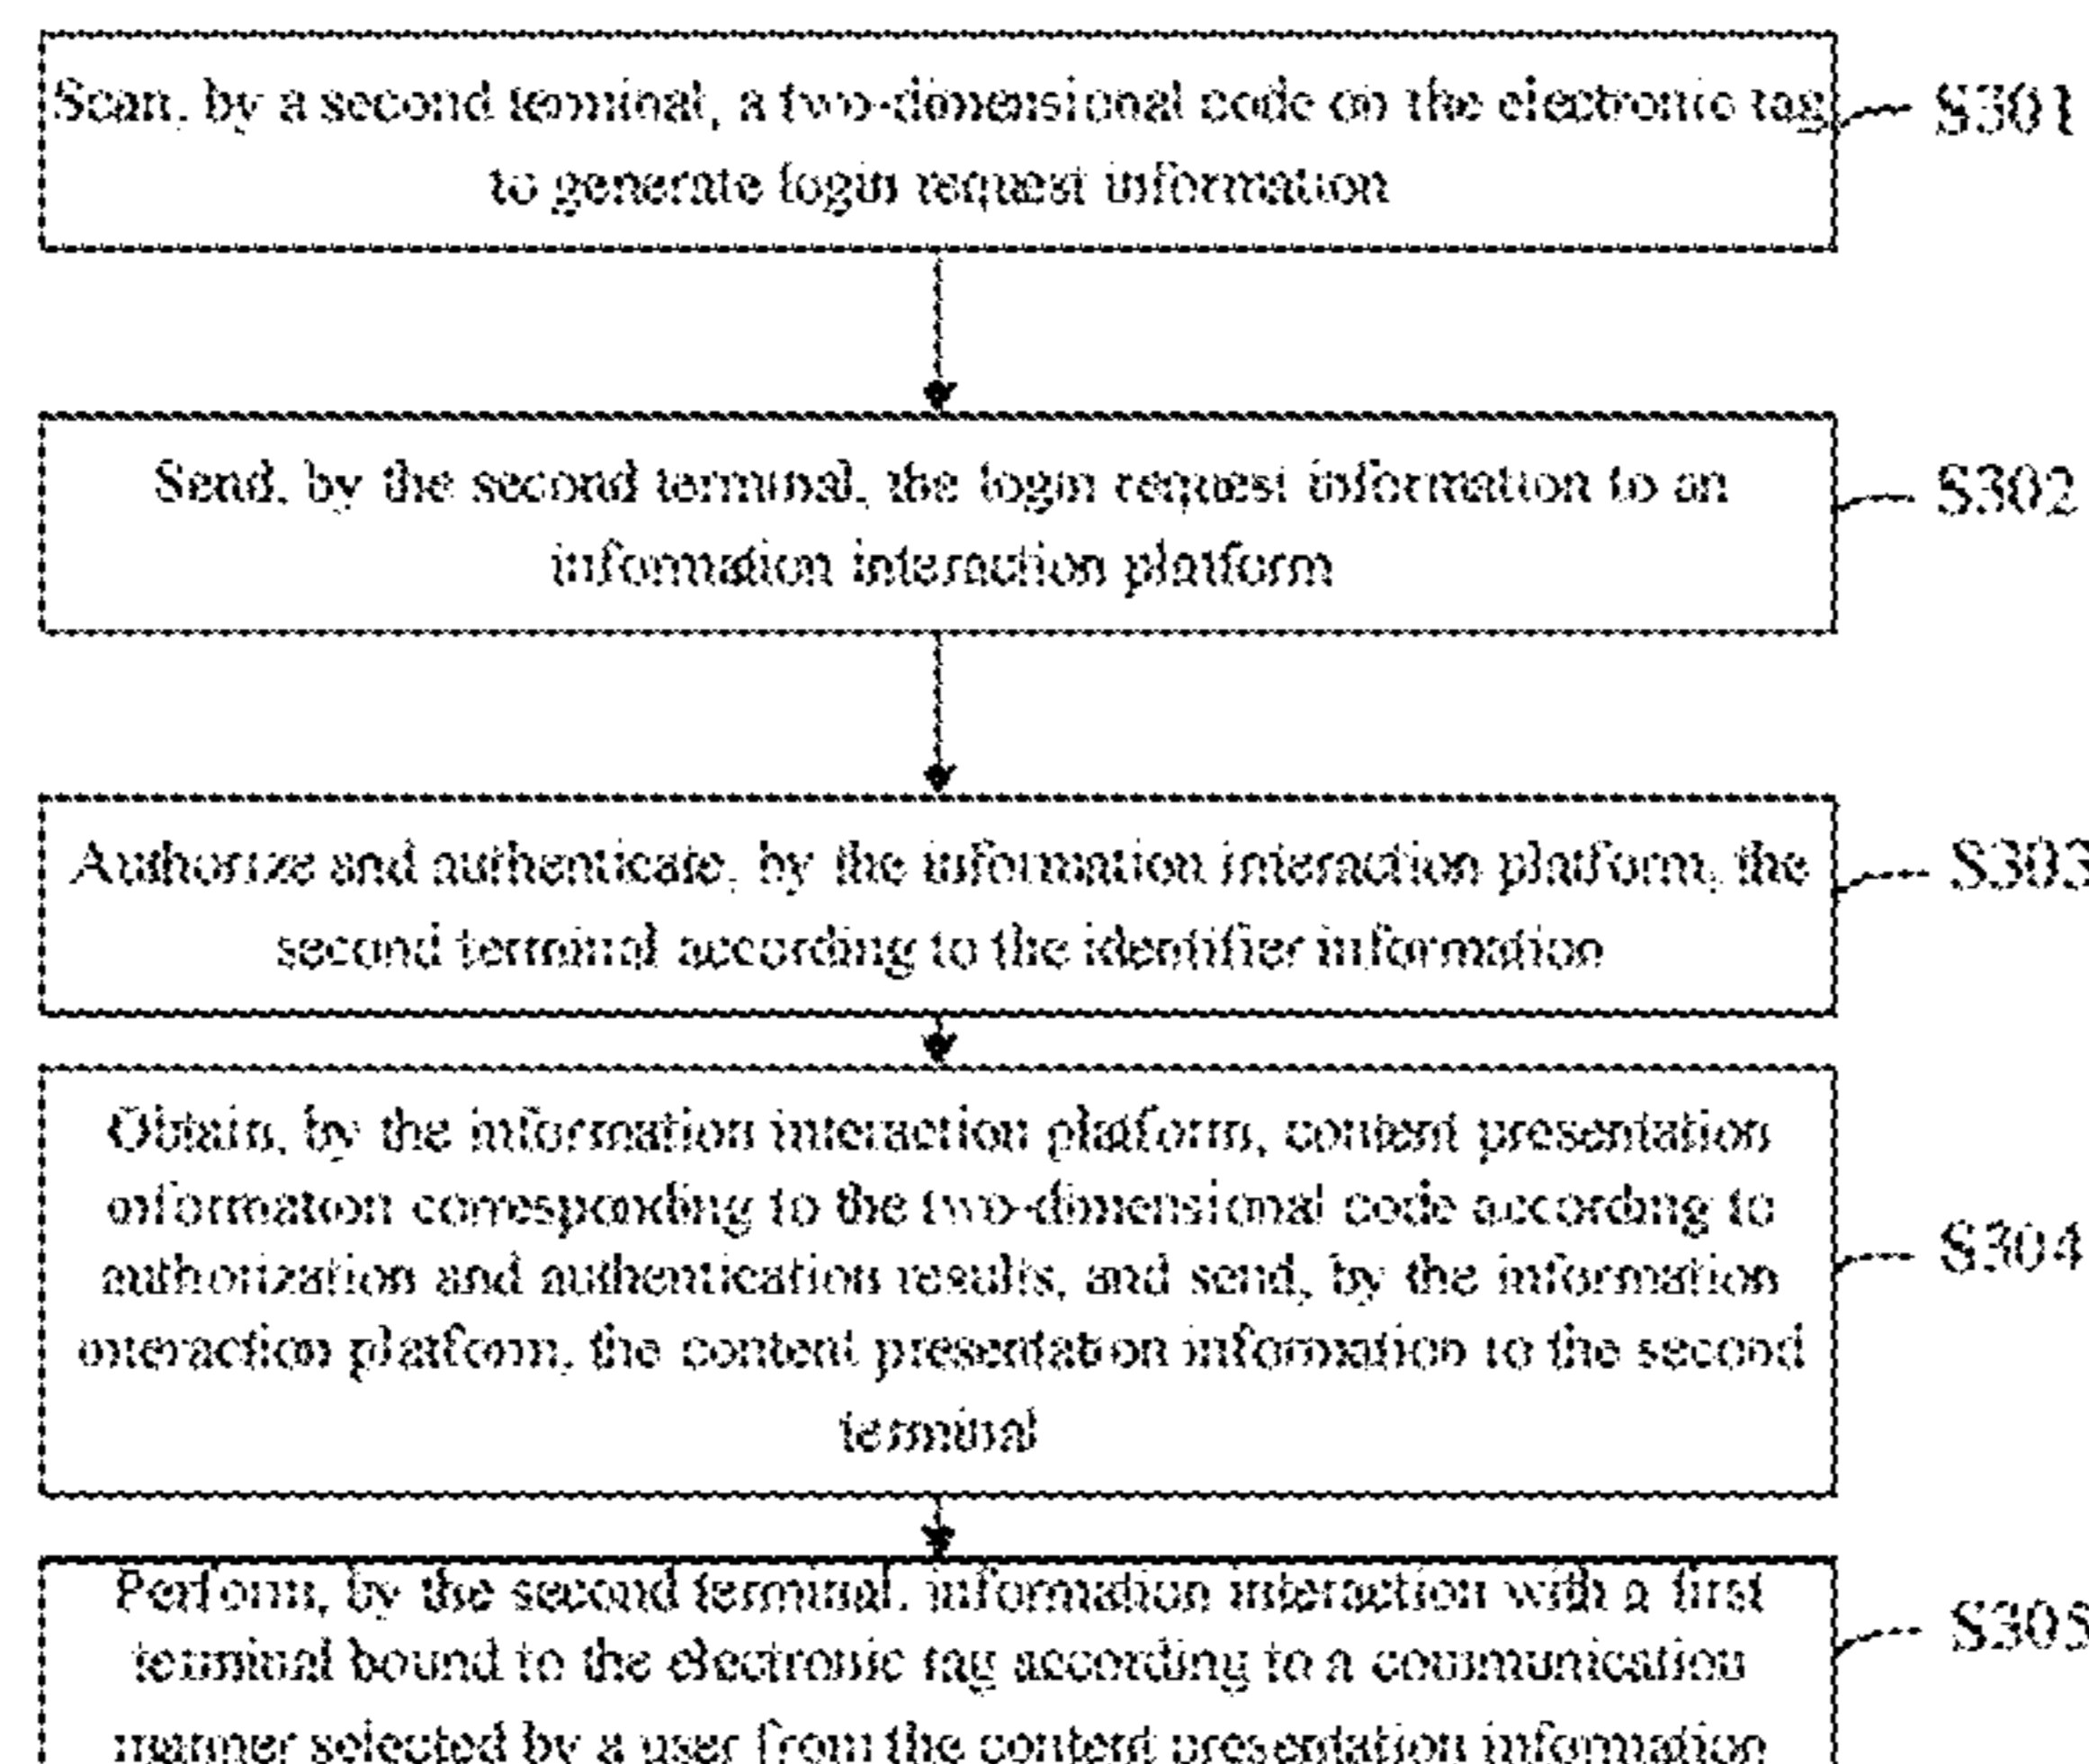 Scan, by a second terminal, a two-dimensional code on the electronic tag
to generate login request information
S301
Send, by the second terminal, the login request information to an
information interaction platform
S302
Authorize and authenticate, by the information interaction platform, the
second terminal according to the identifier information
S303
Obtain, by the information interaction platform, content presentation
information corresponding to the two-dimensional code according to
authorization and authentication results, and send, by the information
interaction platform, the content presentation information to the second
terminal
S304
Perform, by the second terminal, information interaction with a first
terminal bound to the electronic tag according to a communication
manner selected by a user from the content presentation information
S305